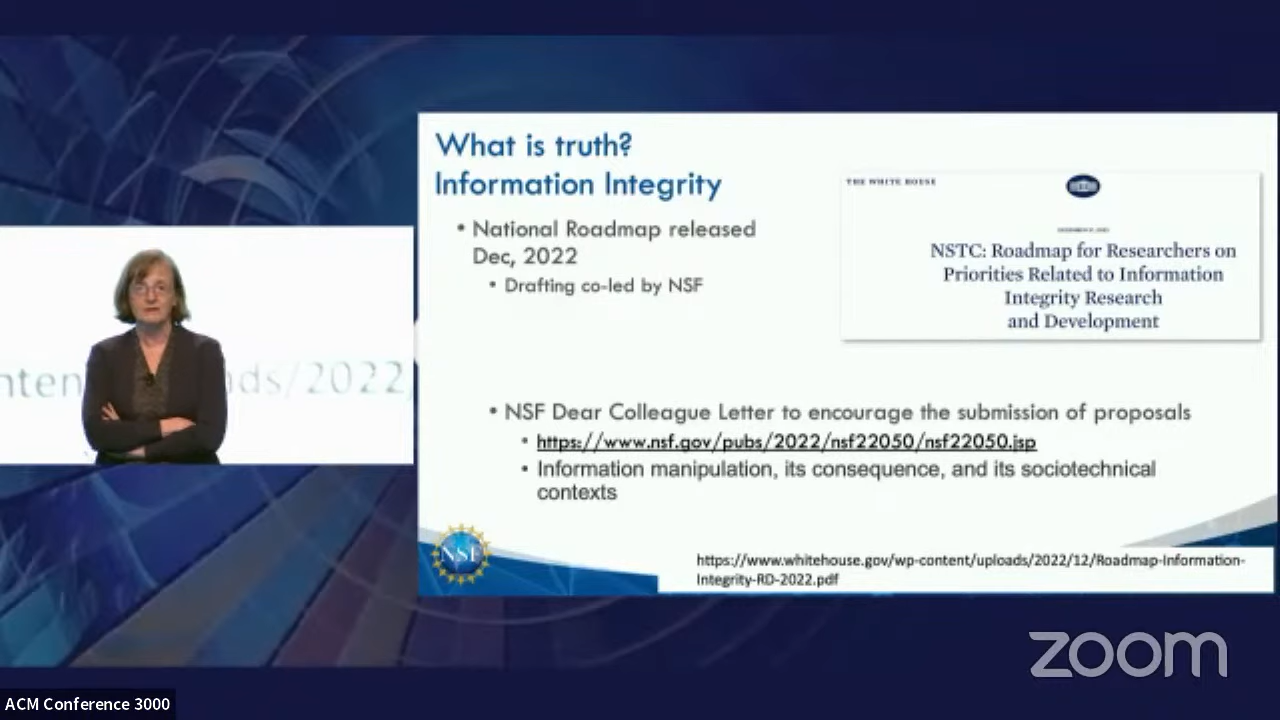 What is truth?
Information Integrity
• National Roadmap released
Dec, 2022
• Drafting co-led by NSF
THE WHITE HOUSE
NSTC: Roadmap for Researchers on
Priorities Related to Information
Integrity Research
and Development
• NSF Dear Colleague Letter to encourage the submission of proposals
• https://www.nsf.gov/pubs/2022/nsf22050/nsf22050.jsp
• Information manipulation, its consequence, and its sociotechnical
contexts
NSF
https://www.whitehouse.gov/wp-content/uploads/2022/12/Roadmap-Information-
Integrity-RD-2022.pdf
ads/2022/
zoom
ACM Conference 3000